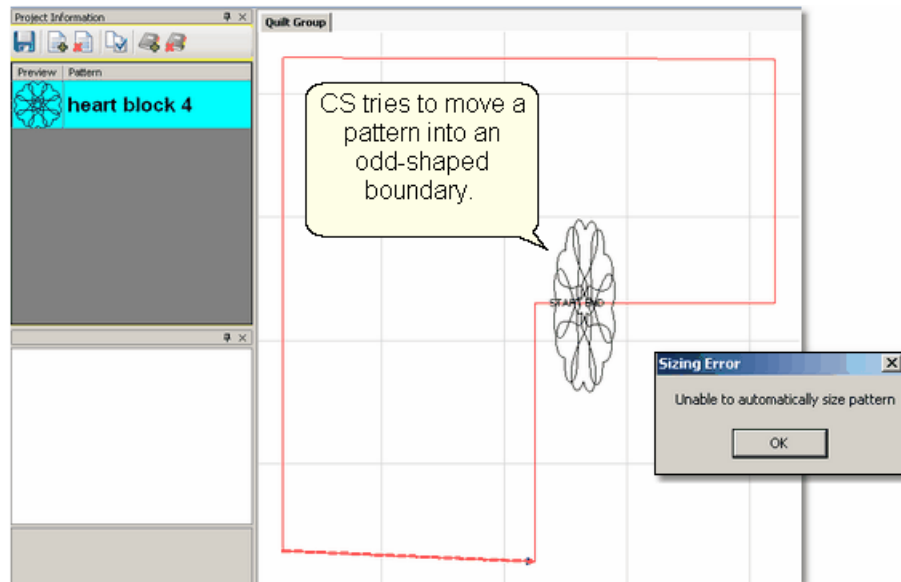 Project Information
Quilt Group
Preview Pattern
heart block 4
CS tries to move a
pattern into an
odd-shaped
boundary.
START END
Sizing Error
Unable to automatically size pattern
OK